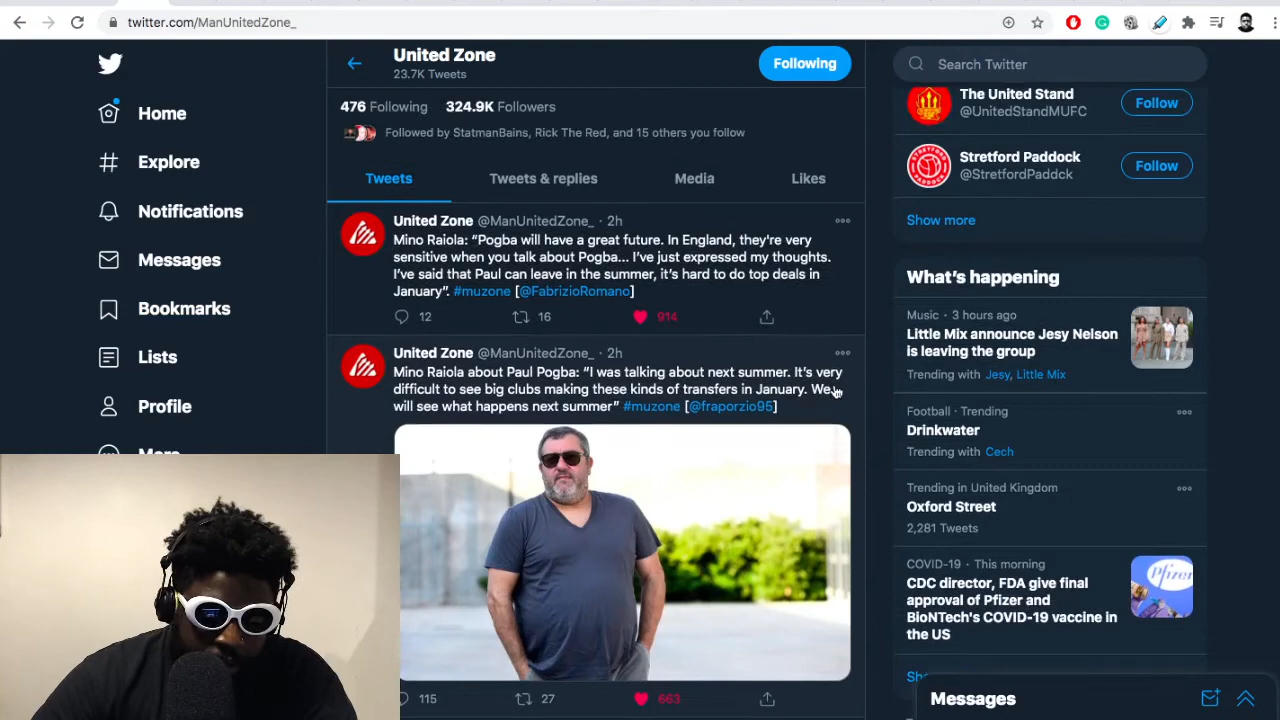 twitter.com/ManUnitedZone_
United Zone
23.7K Tweets
Following
Search Twitter
476 Following 324.9K Followers
Followed by StatmanBains, Rick The Red, and 15 others you follow
Tweets
Tweets & replies
Media
Likes
Home
Explore
Notifications
Messages
Bookmarks
Lists
Profile
More
United Zone @ManUnitedZone_ · 2h
Mino Raiola: “Pogba will have a great future. In England, they're very
sensitive when you talk about Pogba... I’ve just expressed my thoughts.
I’ve said that Paul can leave in the summer, it’s hard to do top deals in
January”. #muzone [@FabrizioRomano]
12
16
914
United Zone @ManUnitedZone_ · 2h
Mino Raiola about Paul Pogba: “I was talking about next summer. It’s very
difficult to see big clubs making these kinds of transfers in January. We
will see what happens next summer” #muzone [@fraporzio95]
115
27
663
The United Stand
@UnitedStandMUFC
Follow
Stretford Paddock
@StretfordPaddck
Follow
Show more
What’s happening
Music · 3 hours ago
Little Mix announce Jesy Nelson
is leaving the group
Trending with Jesy, Little Mix
Football · Trending
Drinkwater
Trending with Cech
Trending in United Kingdom
Oxford Street
2,281 Tweets
COVID-19 · This morning
CDC director, FDA give final
approval of Pfizer and
BioNTech's COVID-19 vaccine in
the US
Pfizer
Messages